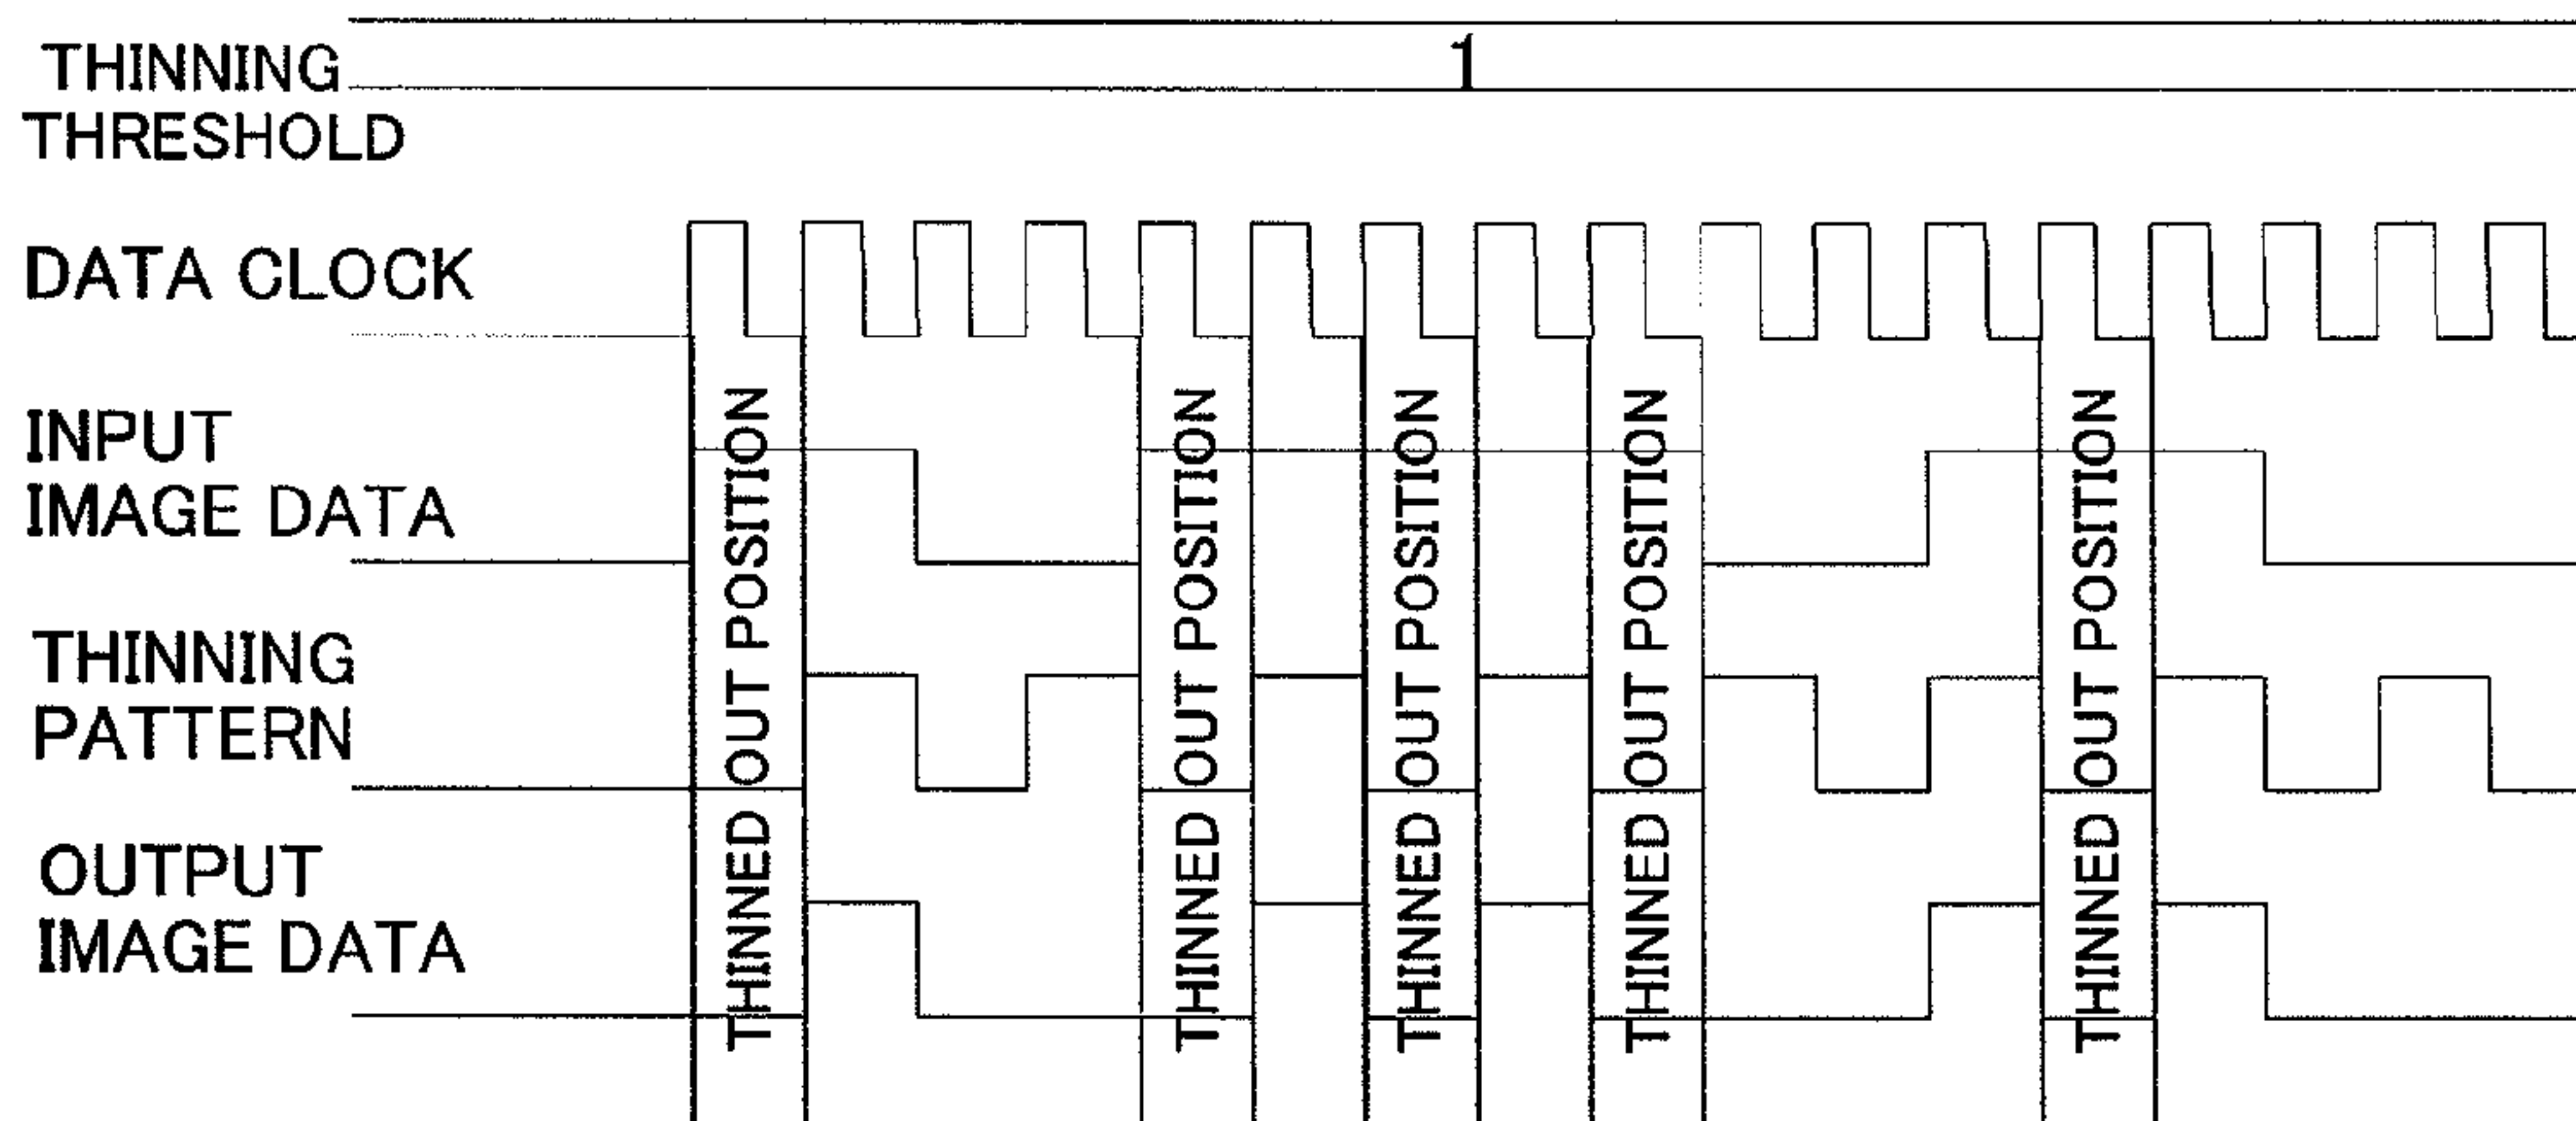 THINNING
THRESHOLD
1
DATA CLOCK
INPUT
IMAGE DATA
THINNING
PATTERN
OUTPUT
IMAGE DATA
THINNED OUT POSITION
THINNED OUT POSITION
THINNED OUT POSITION
THINNED OUT POSITION
THINNED OUT POSITION